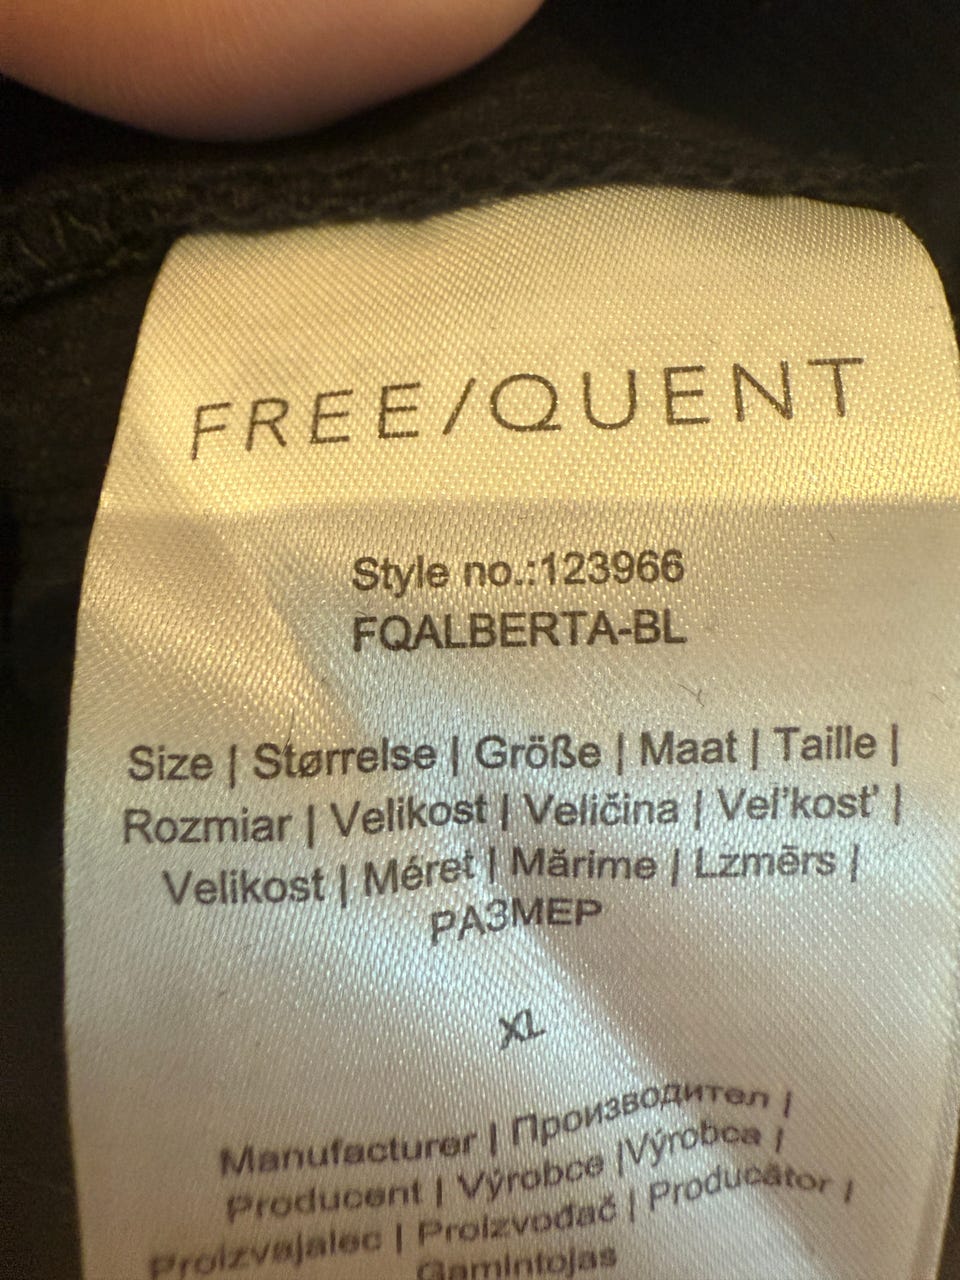 FREE/QUENT
Style no.:123966
FQALBERTA-BL
Size | Størrelse | Größe | Maat | Taille |
Rozmiar | Velikost | Veličina | Veľkosť |
Velikost | Méret | Mărime | Lzmērs |
РАЗМЕР
XL
Manufacturer | Производител |
Producent | Výrobce |Výrobca |
Proizvajalec | Proizvođač | Producător |
Gamintojas